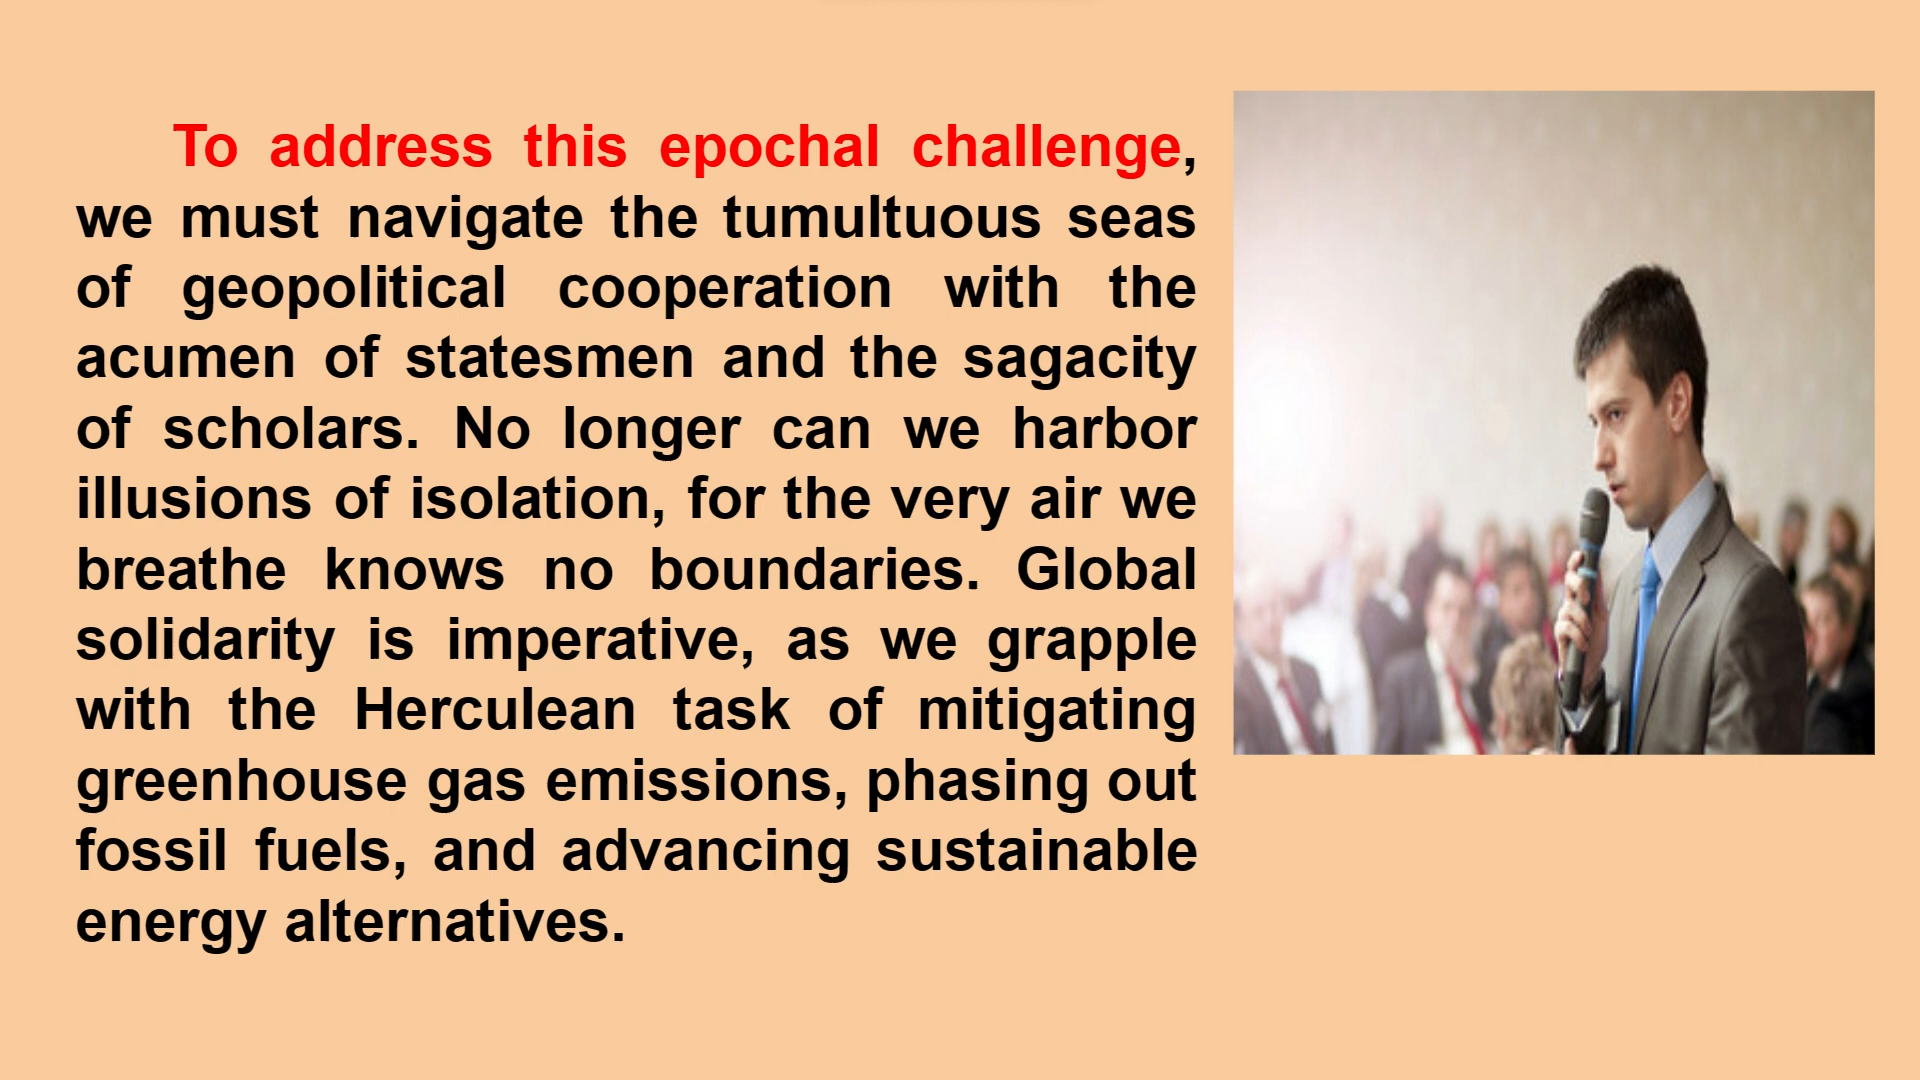 To address this epochal challenge,
we must navigate the tumultuous seas
of geopolitical cooperation with the
acumen of statesmen and the sagacity
of scholars. No longer can we harbor
illusions of isolation, for the very air we
breathe knows no boundaries. Global
solidarity is imperative, as we grapple
with the Herculean task of mitigating
greenhouse gas emissions, phasing out
fossil fuels, and advancing sustainable
energy alternatives.